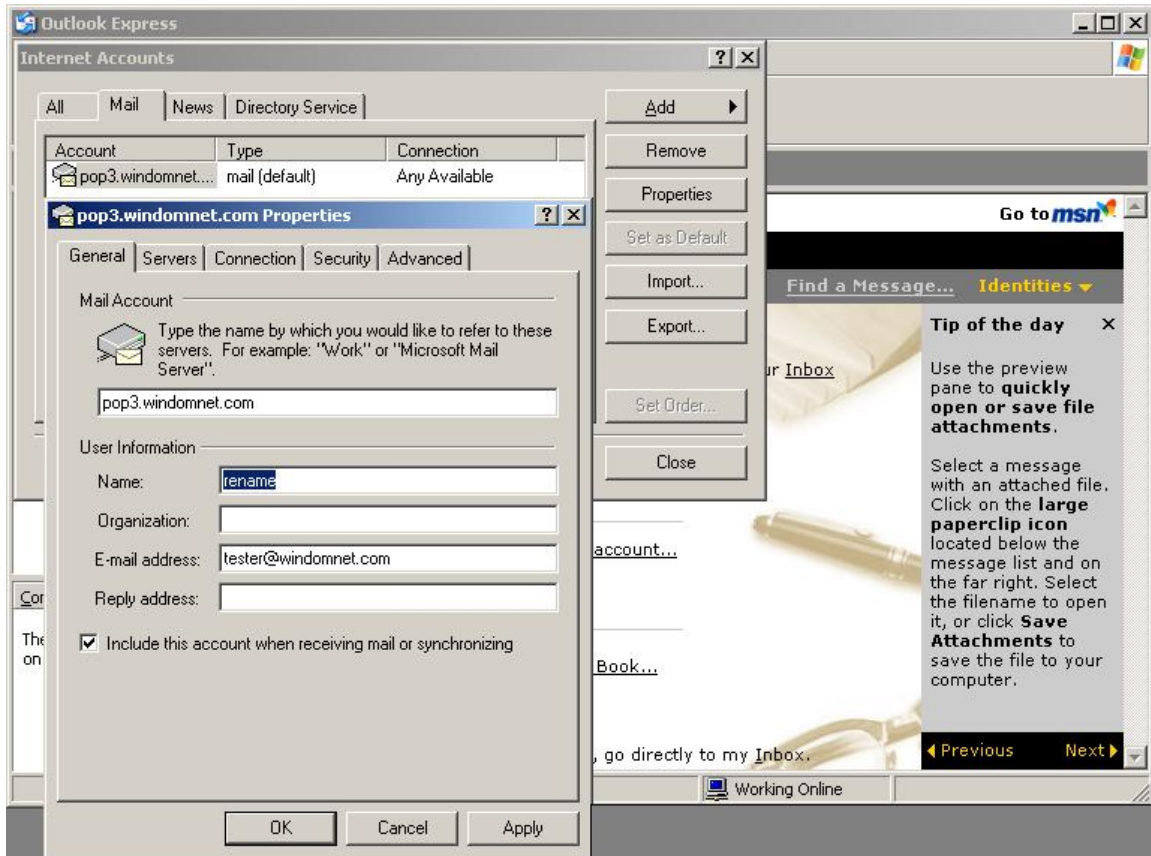 Outlook Express
Internet Accounts
All Mail News Directory Service
Account Type Connection
pop3.windomnet.... mail (default) Any Available
Add
Remove
Properties
Set as Default
Import...
Export...
Set Order...
Close
pop3.windomnet.com Properties
General Servers Connection Security Advanced
Mail Account
Type the name by which you would like to refer to these
servers. For example: "Work" or "Microsoft Mail
Server".
pop3.windomnet.com
User Information
Name: rename
Organization:
E-mail address: tester@windomnet.com
Reply address:
Include this account when receiving mail or synchronizing
OK Cancel Apply
Go to msn
Find a Message... Identities
Inbox
account...
Book...
, go directly to my Inbox.
Tip of the day
Use the preview
pane to quickly
open or save file
attachments.
Select a message
with an attached file.
Click on the large
paperclip icon
located below the
message list and on
the far right. Select
the filename to open
it, or click Save
Attachments to
save the file to your
computer.
Previous Next
Working Online
on